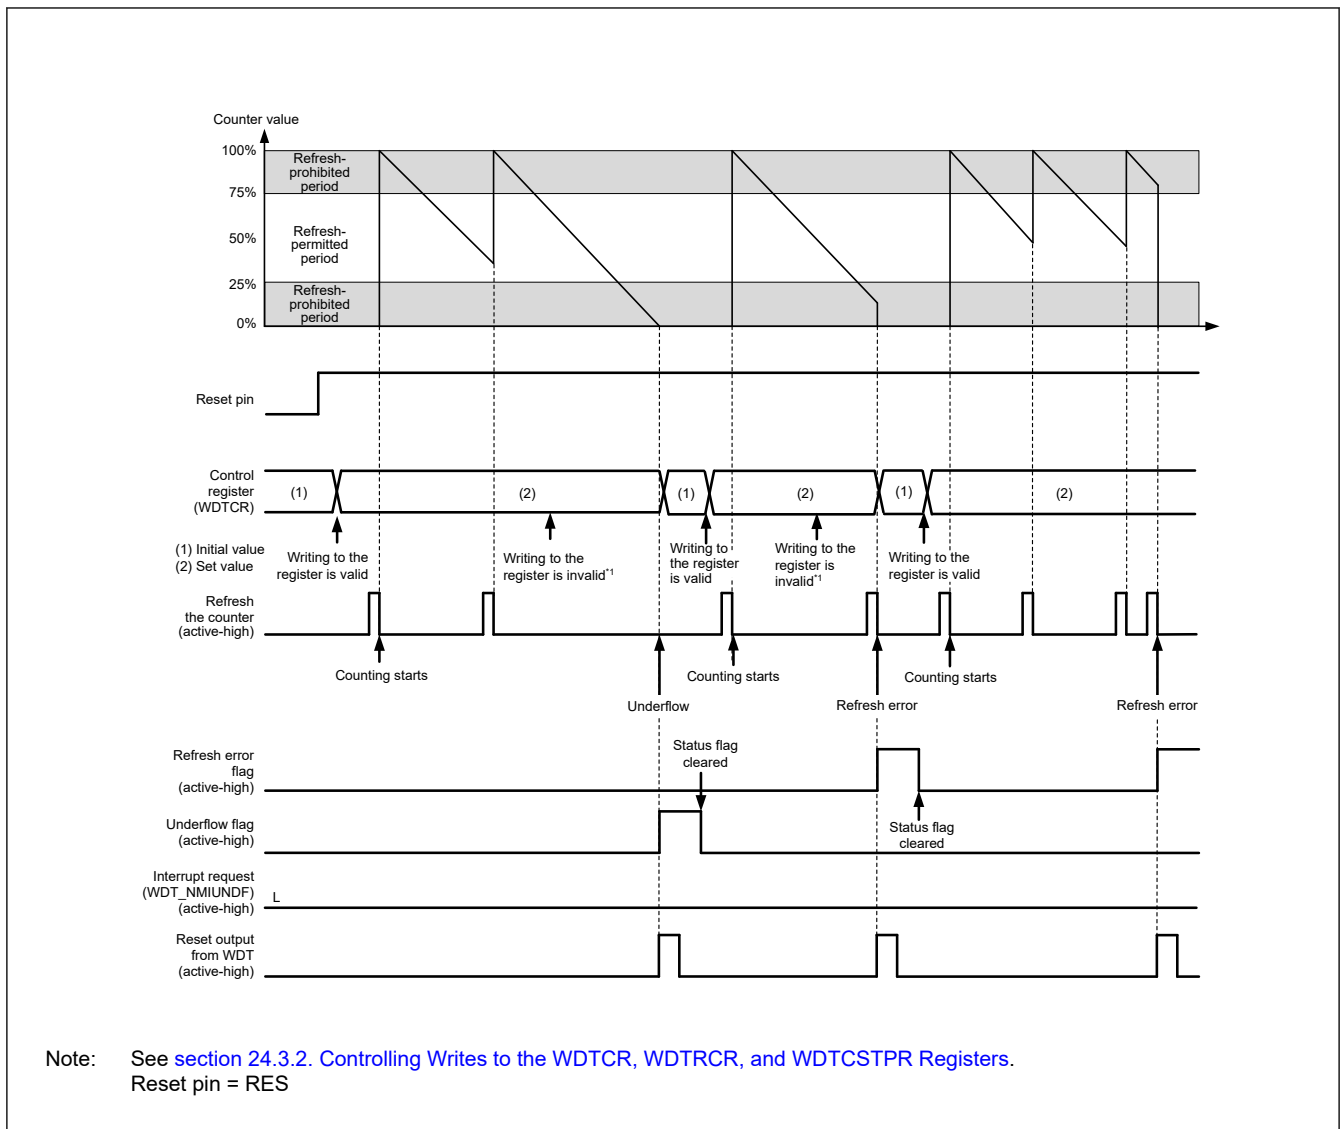 Counter value
100%
Refresh-
prohibited
period
75%
Refresh-
permitted
period
50%
25%
Refresh-
prohibited
period
0%
Reset pin
Control
register
(WDTCR)
(1)
(2)
(1)
(2)
(1)
(2)
(1) Initial value
(2) Set value
Writing to the
register is valid
Writing to the
register is invalid*1
Writing to
the register
is valid
Writing to the
register is
invalid*1
Writing to the
register is valid
Refresh
the counter
(active-high)
Counting starts
Counting starts
Counting starts
Underflow
Refresh error
Refresh error
Refresh error
flag
(active-high)
Status flag
cleared
Underflow flag
(active-high)
Status flag
cleared
Interrupt request
(WDT_NMIUNDF)
(active-high)
L
Reset output
from WDT
(active-high)
Note: See section 24.3.2. Controlling Writes to the WDTCR, WDTRCR, and WDTCSTPR Registers.
Reset pin = RES